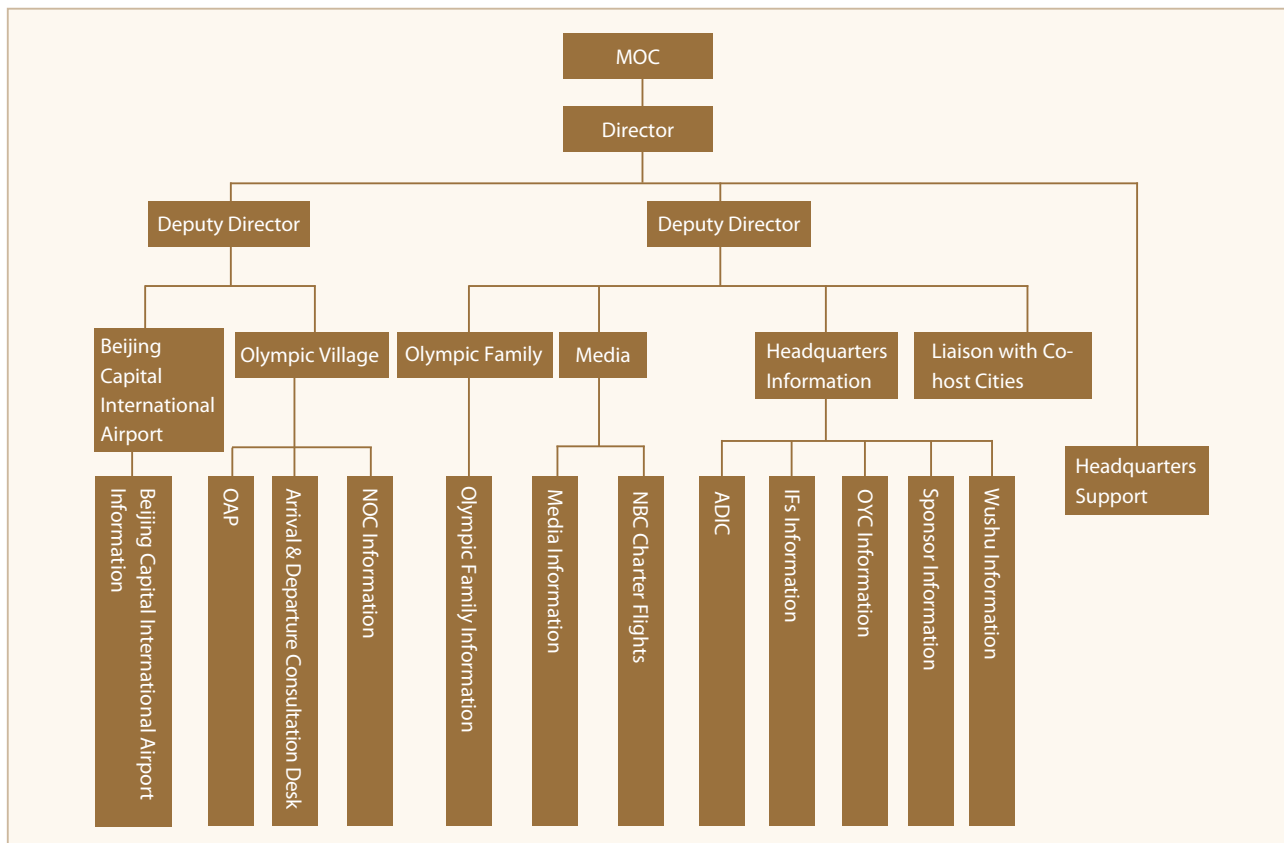 MOC
Director
Deputy Director
Deputy Director
Beijing
Capital
International
Airport
Olympic Village
Olympic Family
Media
Headquarters
Information
Liaison with Co-
host Cities
Headquarters
Support
Beijing Capital International Airport
Information
OAP
Arrival & Departure Consultation Desk
NOC Information
Olympic Family Information
Media Information
NBC Charter Flights
ADIC
IFs Information
OYC Information
Sponsor Information
Wushu Information